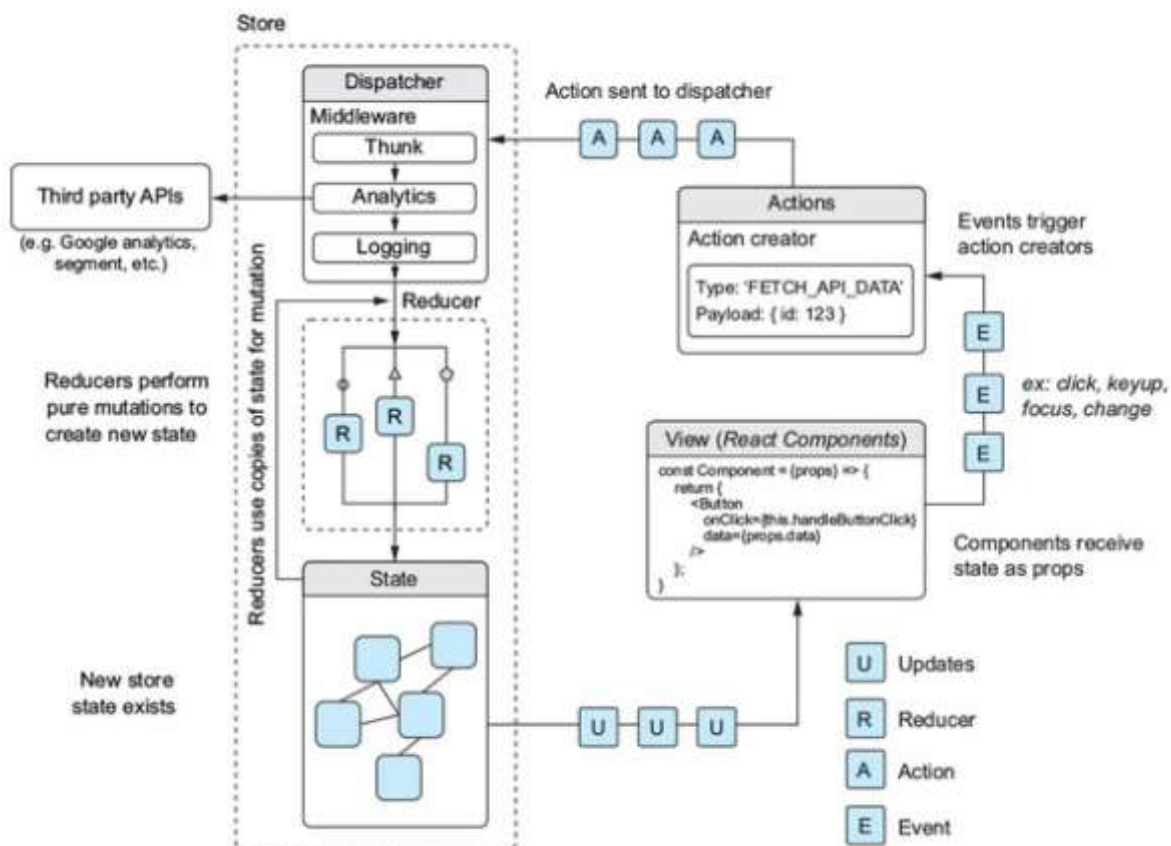 Store
Dispatcher
Middleware
Thunk
Analytics
Logging
Third party APIs
(e.g. Google analytics,
segment, etc.)
Reducers use copies of state for mutation
Reducer
Reducers perform
pure mutations to
create new state
R
R
R
State
New store
state exists
Action sent to dispatcher
A
A
A
Actions
Action creator
Type: 'FETCH_API_DATA'
Payload: { id: 123 }
Events trigger
action creators
E
E
E
ex: click, keyup,
focus, change
View (React Components)
const Component = (props) => {
return {
<Button
onClick={this.handleButtonClick}
data={props.data}
/>
};
}
Components receive
state as props
U
U
U
U Updates
R Reducer
A Action
E Event